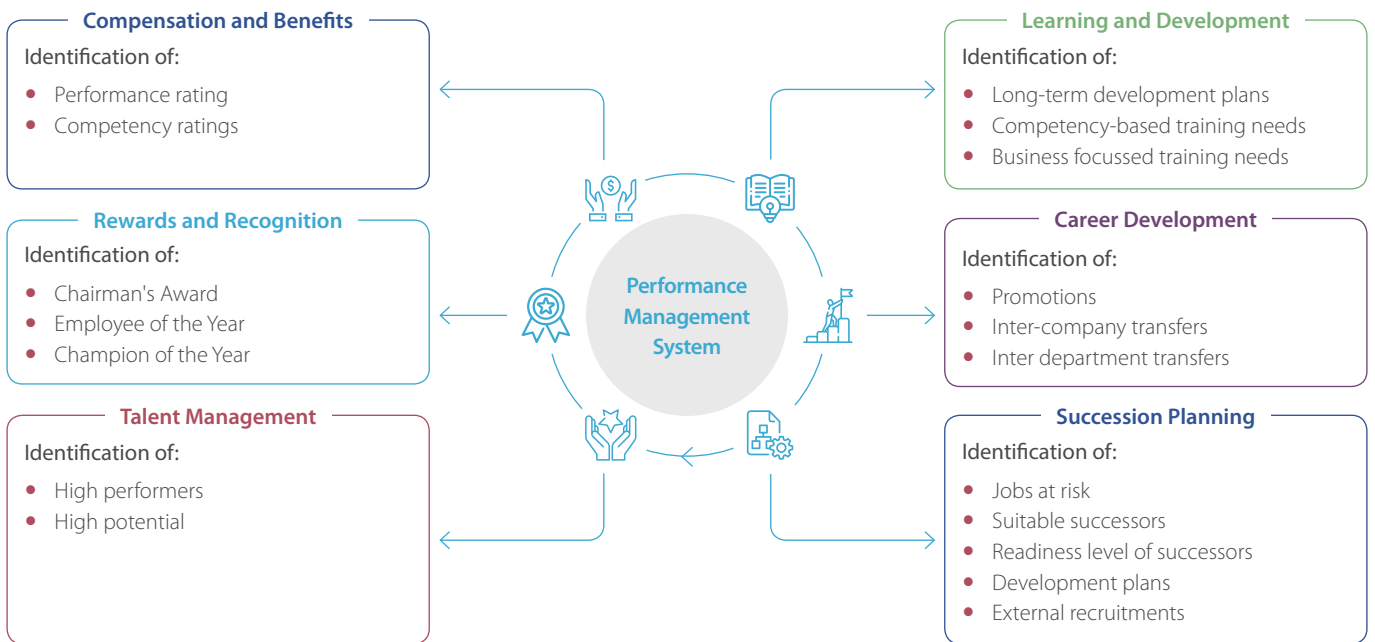 Compensation and Benefits
Identification of:
• Performance rating
• Competency ratings
Rewards and Recognition
Identification of:
• Chairman's Award
• Employee of the Year
• Champion of the Year
Talent Management
Identification of:
• High performers
• High potential
$
Performance
Management
System
Learning and Development
Identification of:
• Long-term development plans
• Competency-based training needs
• Business focussed training needs
Career Development
Identification of:
• Promotions
• Inter-company transfers
• Inter department transfers
Succession Planning
Identification of:
• Jobs at risk
• Suitable successors
• Readiness level of successors
• Development plans
• External recruitments